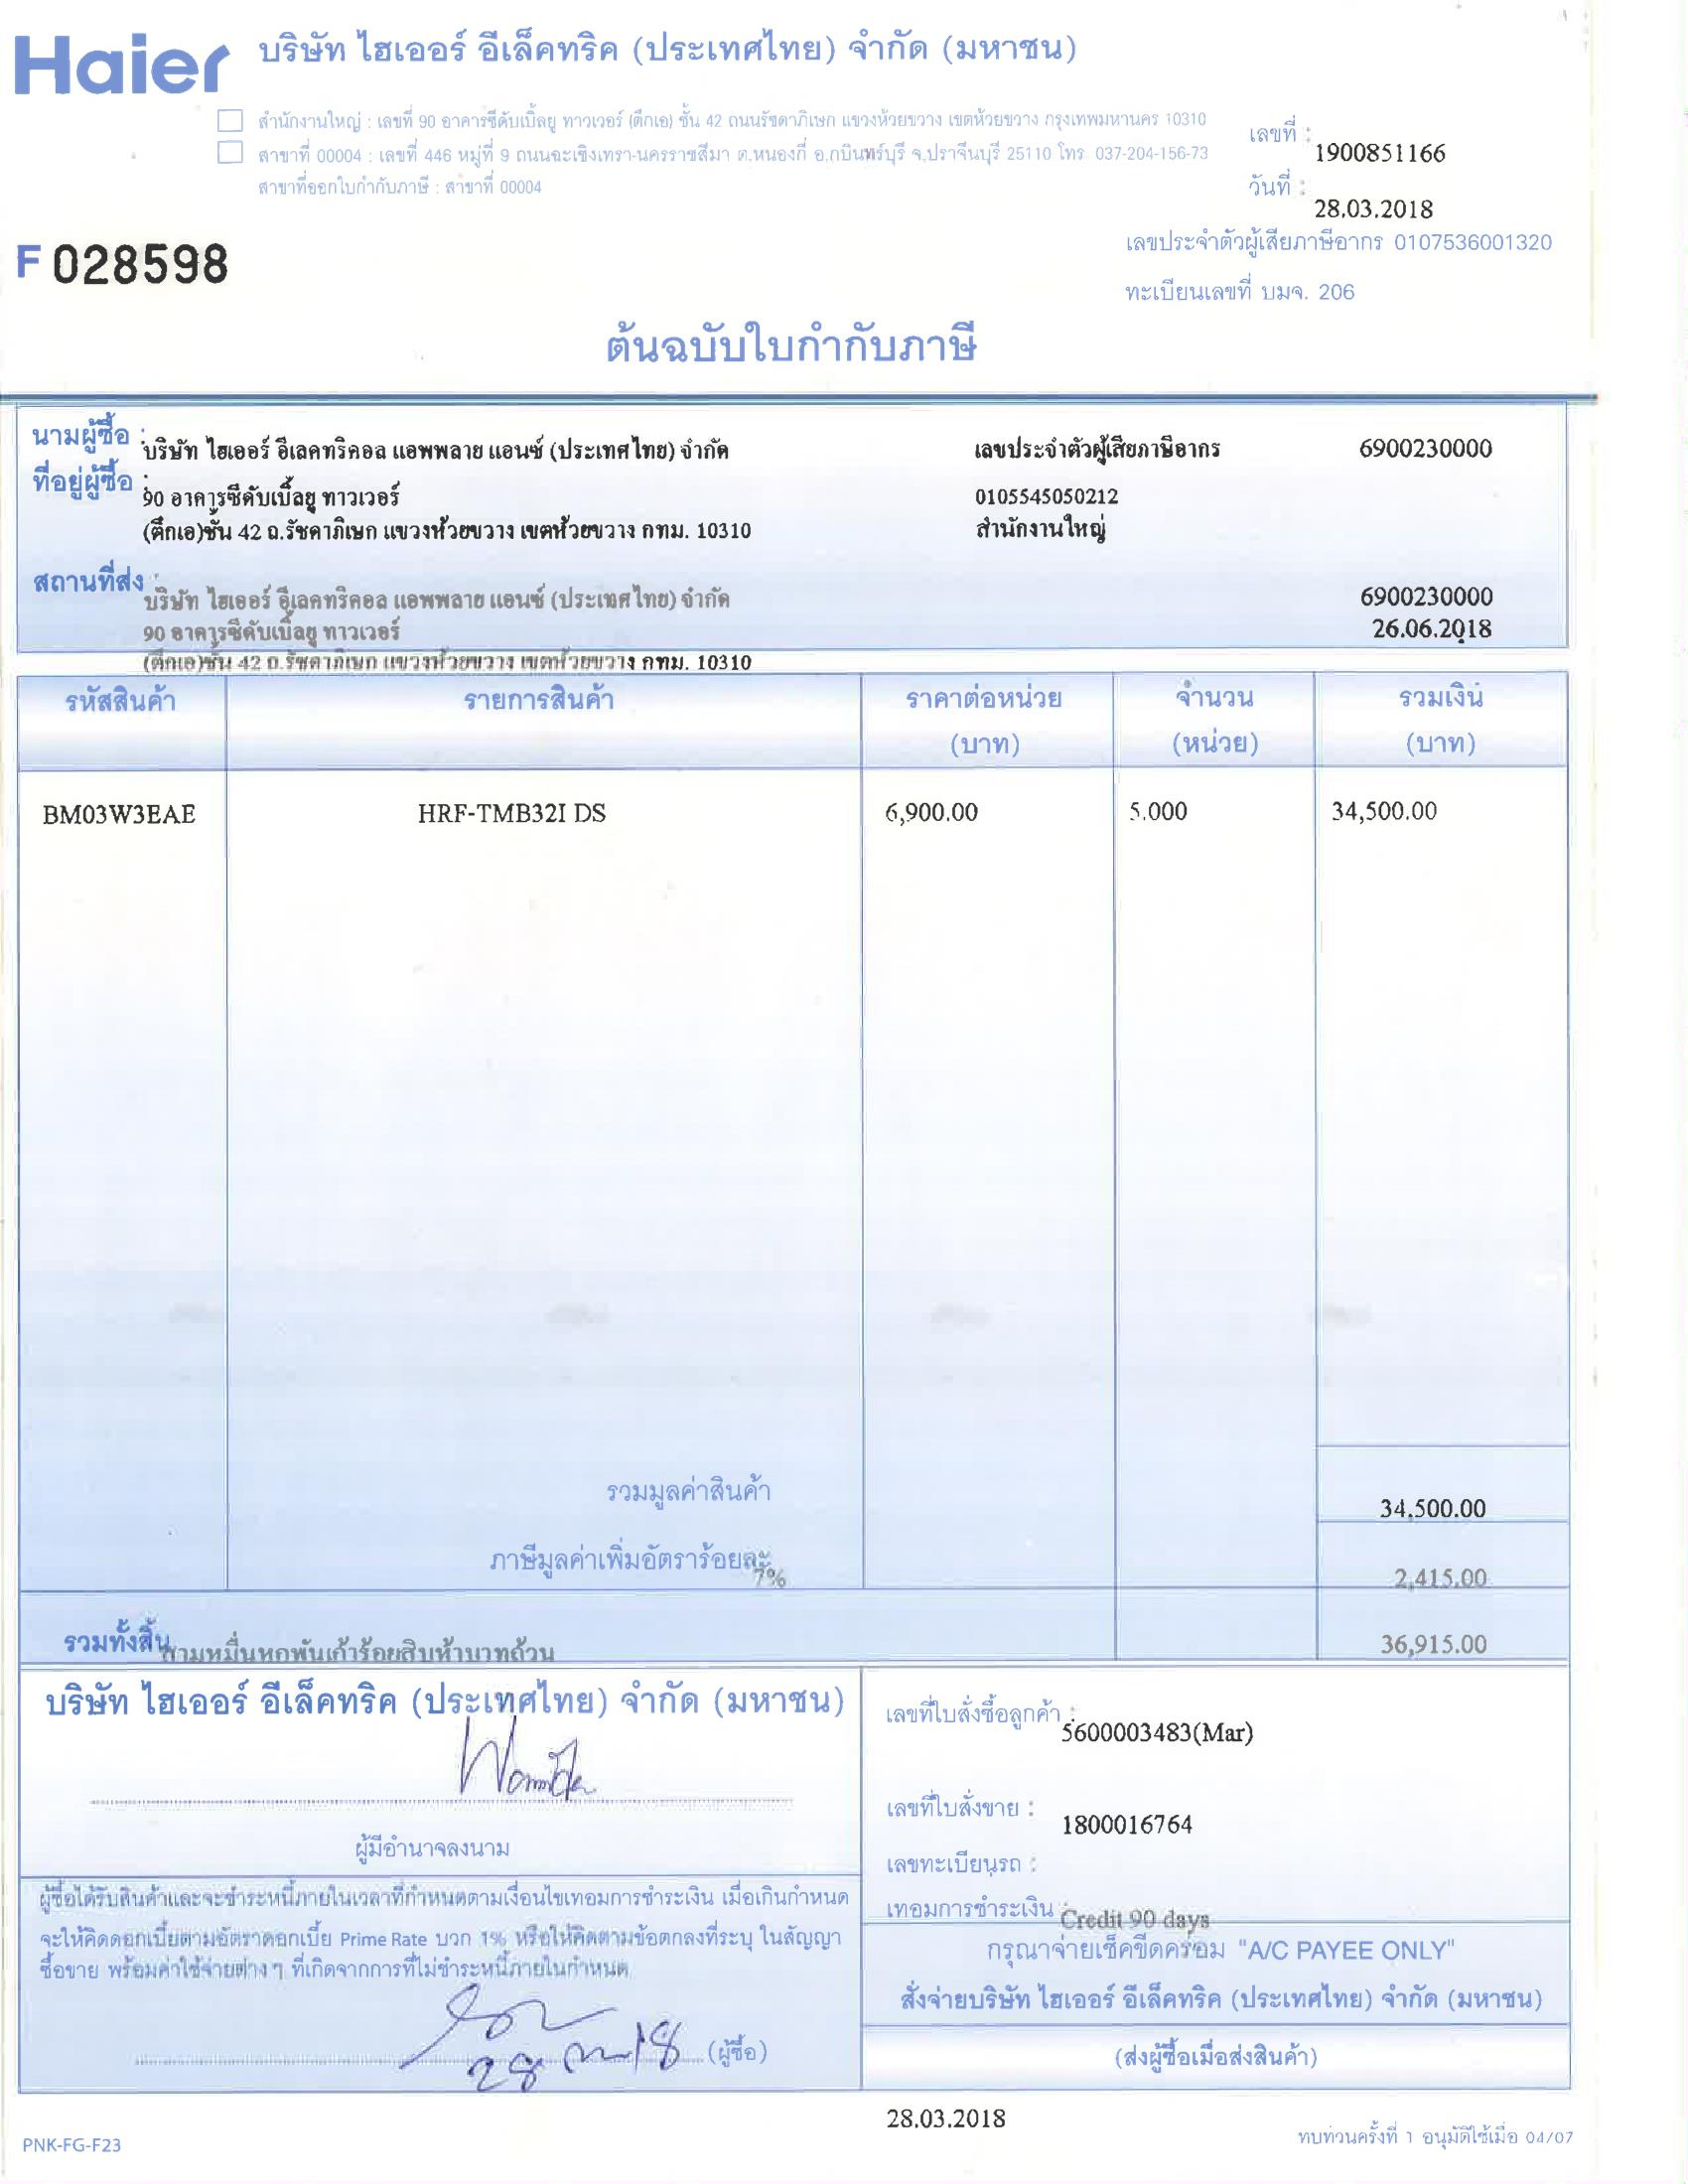 Haier บริษัท ไฮเออร์ อีเล็คทริค (ประเทศไทย) จำกัด (มหาชน)
สำนักงานใหญ่ : เลขที่ 90 อาคารซีดับเบิ้ลยู ทาวเวอร์ (ตึกเอ) ชั้น 42 ถนนรัชดาภิเษก แขวงห้วยขวาง เขตห้วยขวาง กรุงเทพมหานคร 10310
สาขาที่ 00004 : เลขที่ 446 หมู่ที่ 9 ถนนฉะเชิงเทรา-นครราชสีมา ต.หนองกี่ อ.กบินทร์บุรี จ.ปราจีนบุรี 25110 โทร 037-204-156-73
สาขาที่ออกใบกำกับภาษี : สาขาที่ 00004
เลขที่ : 1900851166
วันที่ : 28.03.2018
เลขประจำตัวผู้เสียภาษีอากร 0107536001320
F 028598
ทะเบียนเลขที่ บมจ. 206
ต้นฉบับใบกำกับภาษี
นามผู้ซื้อ : บริษัท ไฮเออร์ อีเลคทริคอล แอพพลาย แอนซ์ (ประเทศไทย) จำกัด เลขประจำตัวผู้เสียภาษีอากร 6900230000
ที่อยู่ผู้ซื้อ : 90 อาคารซีดับเบิ้ลยู ทาวเวอร์ 0105545050212
(ตึกเอ)ชั้น 42 ถ.รัชดาภิเษก แขวงห้วยขวาง เขตห้วยขวาง กทม. 10310 สำนักงานใหญ่
สถานที่ส่ง : บริษัท ไฮเออร์ อีเลคทริคอล แอพพลาย แอนซ์ (ประเทศไทย) จำกัด 6900230000
90 อาคารซีดับเบิ้ลยู ทาวเวอร์ 26.06.2018
(ตึกเอ)ชั้น 42 ถ.รัชดาภิเษก แขวงห้วยขวาง เขตห้วยขวาง กทม. 10310
รหัสสินค้า รายการสินค้า ราคาต่อหน่วย จำนวน รวมเงิน
(บาท) (หน่วย) (บาท)
BM03W3EAE HRF-TMB32I DS 6,900.00 5.000 34,500.00
รวมมูลค่าสินค้า 34,500.00
ภาษีมูลค่าเพิ่มอัตราร้อยละ 7% 2,415.00
รวมทั้งสิ้น สามหมื่นหกพันเก้าร้อยสิบห้าบาทถ้วน 36,915.00
บริษัท ไฮเออร์ อีเล็คทริค (ประเทศไทย) จำกัด (มหาชน)
ผู้มีอำนาจลงนาม
เลขที่ใบสั่งซื้อลูกค้า : 5600003483(Mar)
เลขที่ใบสั่งขาย : 1800016764
เลขทะเบียนรถ :
เทอมการชำระเงิน : Credit 90 days
ผู้ซื้อได้รับสินค้าและจะชำระหนี้ภายในเวลาที่กำหนดตามเงื่อนไขเทอมการชำระเงิน เมื่อเกินกำหนด
จะให้คิดดอกเบี้ยตามอัตราดอกเบี้ย Prime Rate บวก 1% หรือให้คิดตามข้อตกลงที่ระบุ ในสัญญา
ซื้อขาย พร้อมค่าใช้จ่ายต่าง ๆ ที่เกิดจากการที่ไม่ชำระหนี้ภายในกำหนด
28 18 (ผู้ซื้อ)
กรุณาจ่ายเช็คขีดคร่อม "A/C PAYEE ONLY"
สั่งจ่ายบริษัท ไฮเออร์ อีเล็คทริค (ประเทศไทย) จำกัด (มหาชน)
(ส่งผู้ซื้อเมื่อส่งสินค้า)
28.03.2018
PNK-FG-F23
ทบทวนครั้งที่ 1 อนุมัติใช้เมื่อ 04/07